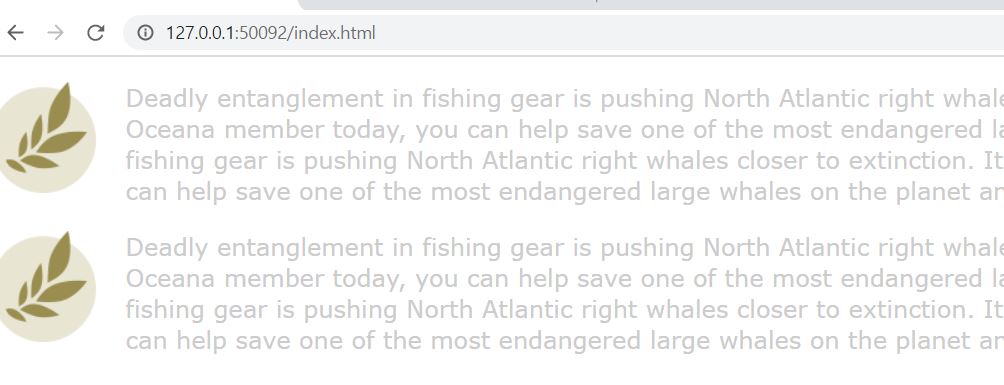 127.0.0.1:50092/index.html
Deadly entanglement in fishing gear is pushing North Atlantic right
Oceana member today, you can help save one of the most endangered
fishing gear is pushing North Atlantic right whales closer to extinction. It
can help save one of the most endangered large whales on the planet
Deadly entanglement in fishing gear is pushing North Atlantic right
Oceana member today, you can help save one of the most endangered
fishing gear is pushing North Atlantic right whales closer to extinction. It
can help save one of the most endangered large whales on the planet